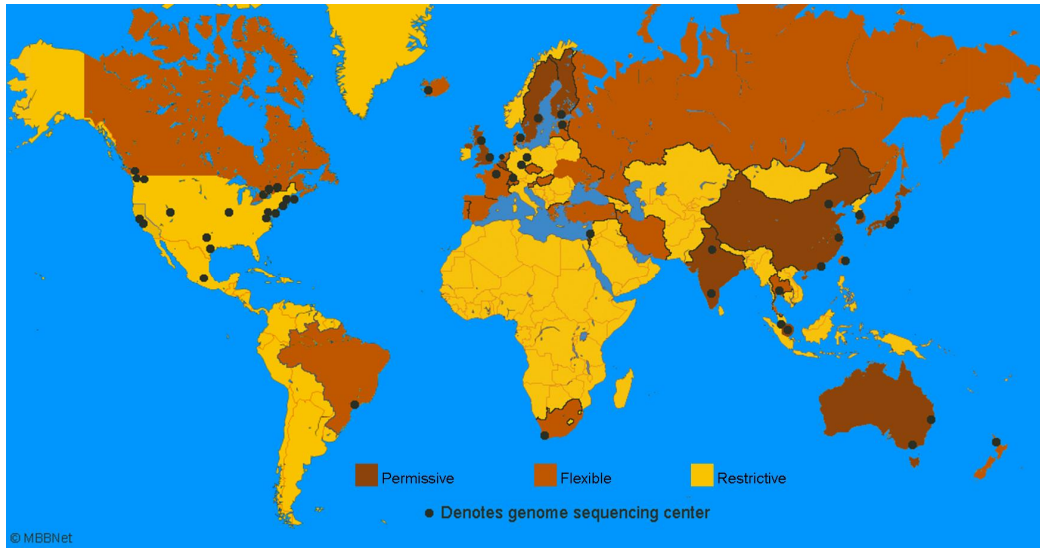 Permissive Flexible Restrictive
Denotes genome sequencing center
© MBBNet